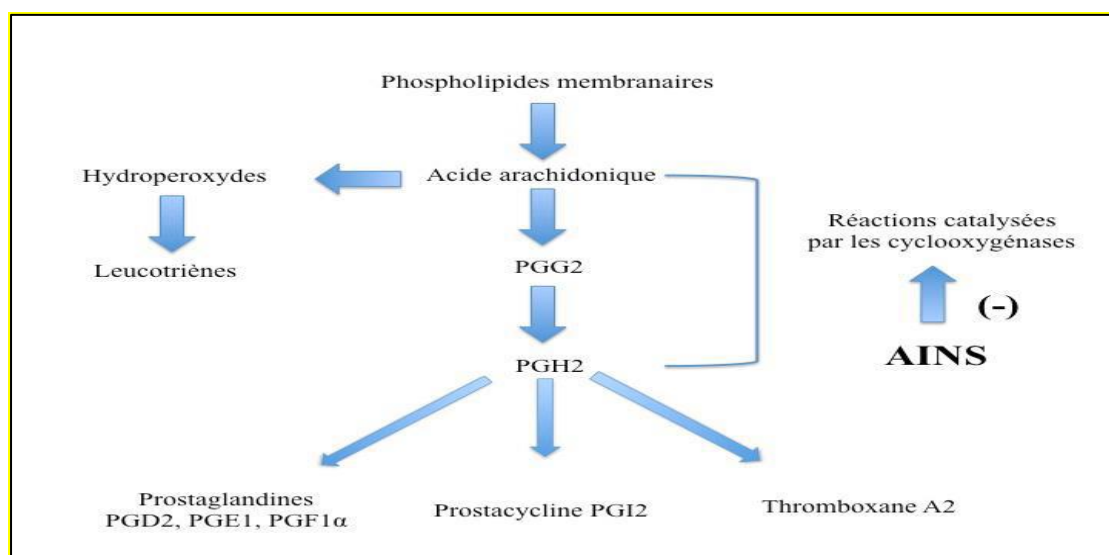 Phospholipides membranaires
Hydroperoxydes
Acide arachidonique
Réactions catalysées
par les cyclooxygénases
Leucotriènes
PGG2
(-)
AINS
PGH2
Prostaglandines
PGD2, PGE1, PGF1α
Prostacycline PGI2
Thromboxane A2